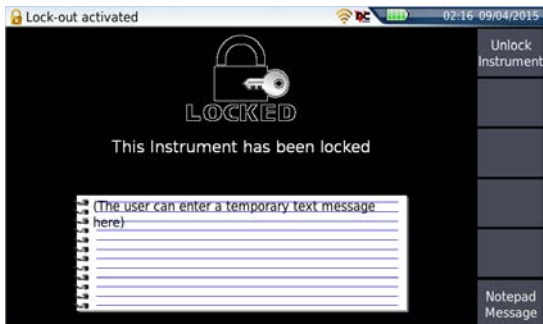 Lock-out activated
DC
02:16 09/04/2015
Unlock
Instrument
LOCKED
This Instrument has been locked
(The user can enter a temporary text message
here)
Notepad
Message